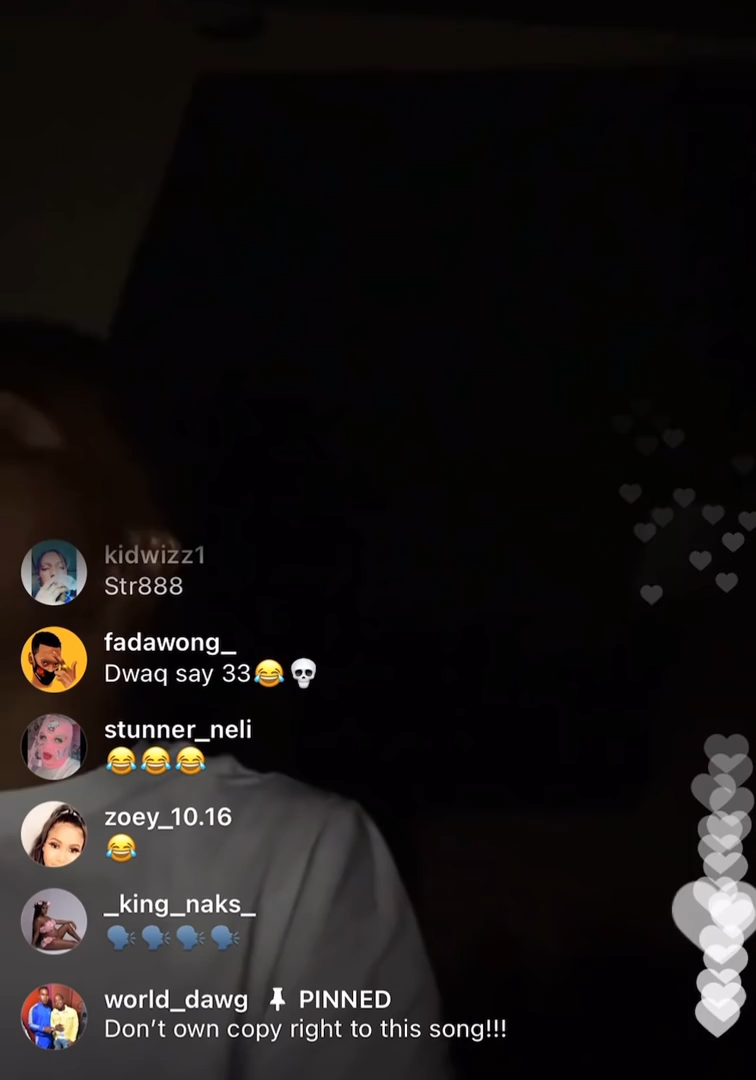 kidwizz1
Str888
fadawong_
Dwaq say 33😂💀
stunner_neli
😂😂😂
zoey_10.16
😂
_king_naks_
🗣🗣🗣🗣
world_dawg 📌 PINNED
Don’t own copy right to this song!!!